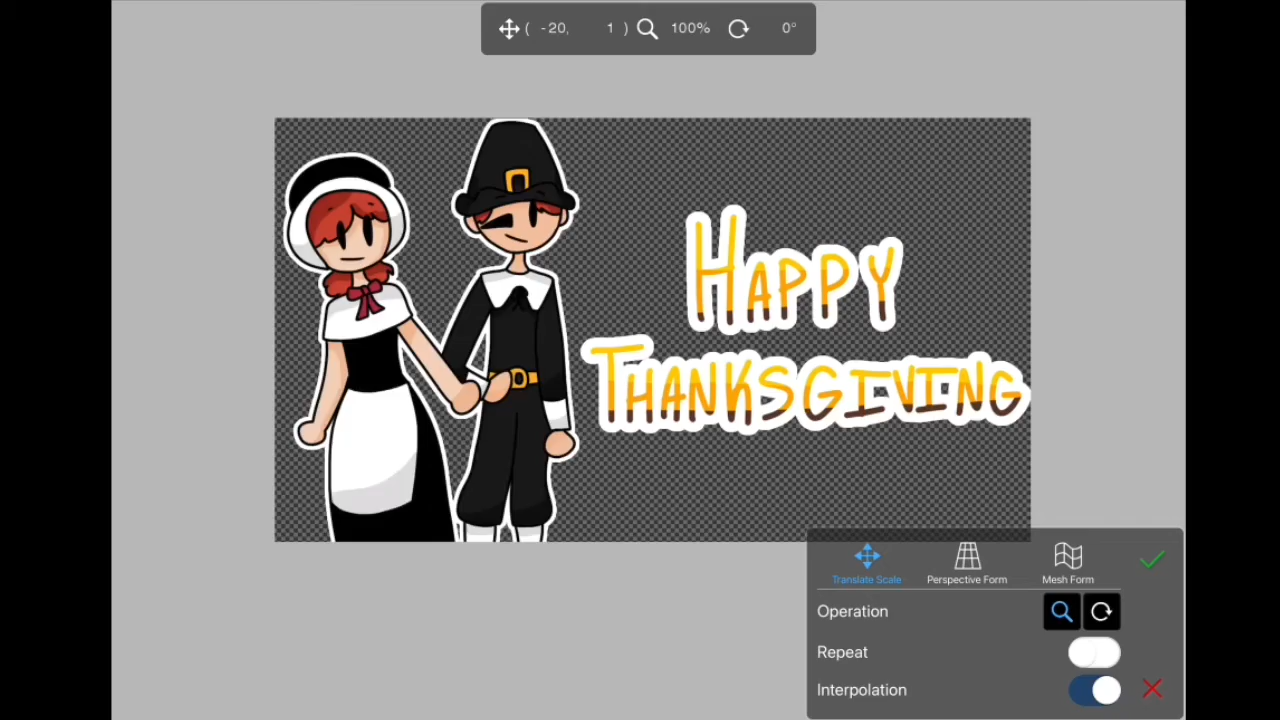 ( -20, 1 ) 100% 0°
HAPPY
THANKSGIVING
Translate Scale Perspective Form Mesh Form
Operation
Repeat
Interpolation